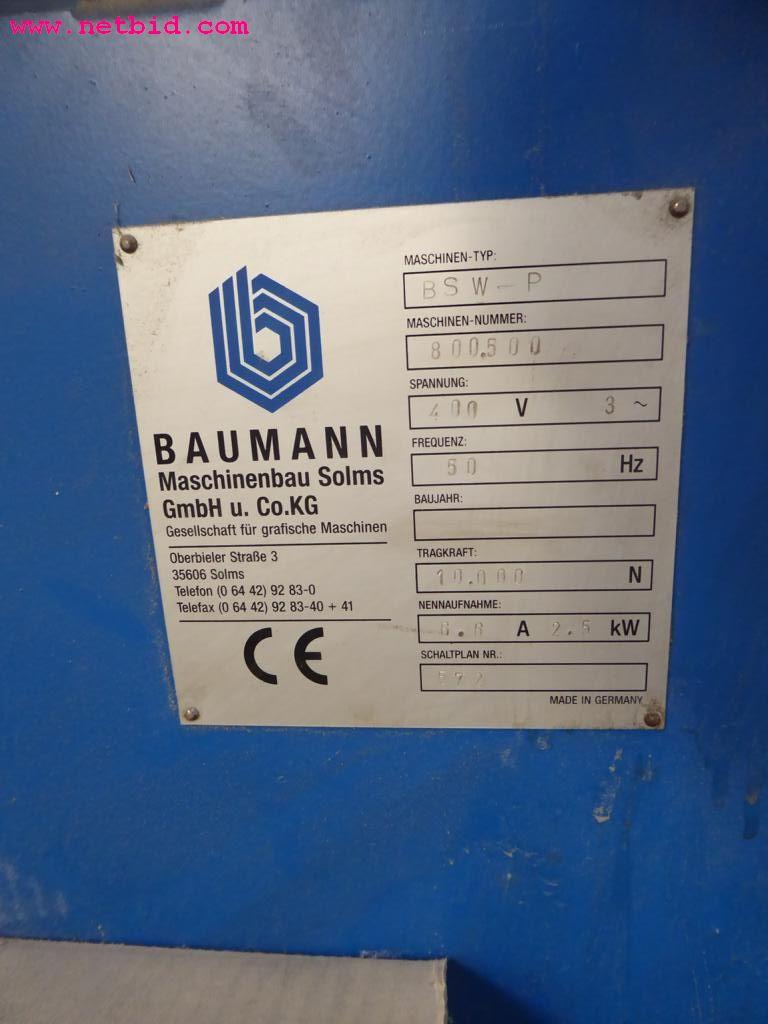 www.netbid.com
BAUMANN
Maschinenbau Solms
GmbH u. Co.KG
Gesellschaft für grafische Maschinen
Oberbieler Straße 3
35606 Solms
Telefon (0 64 42) 92 83-0
Telefax (0 64 42) 92 83-40 + 41
CE
MASCHINEN-TYP:
BSW-P
MASCHINEN-NUMMER:
800.500
SPANNUNG:
400 V 3 ~
FREQUENZ:
50 Hz
BAUJAHR:
TRAGKRAFT:
10.000 N
NENNAUFNAHME:
A 2.5 kW
SCHALTPLAN NR.:
MADE IN GERMANY